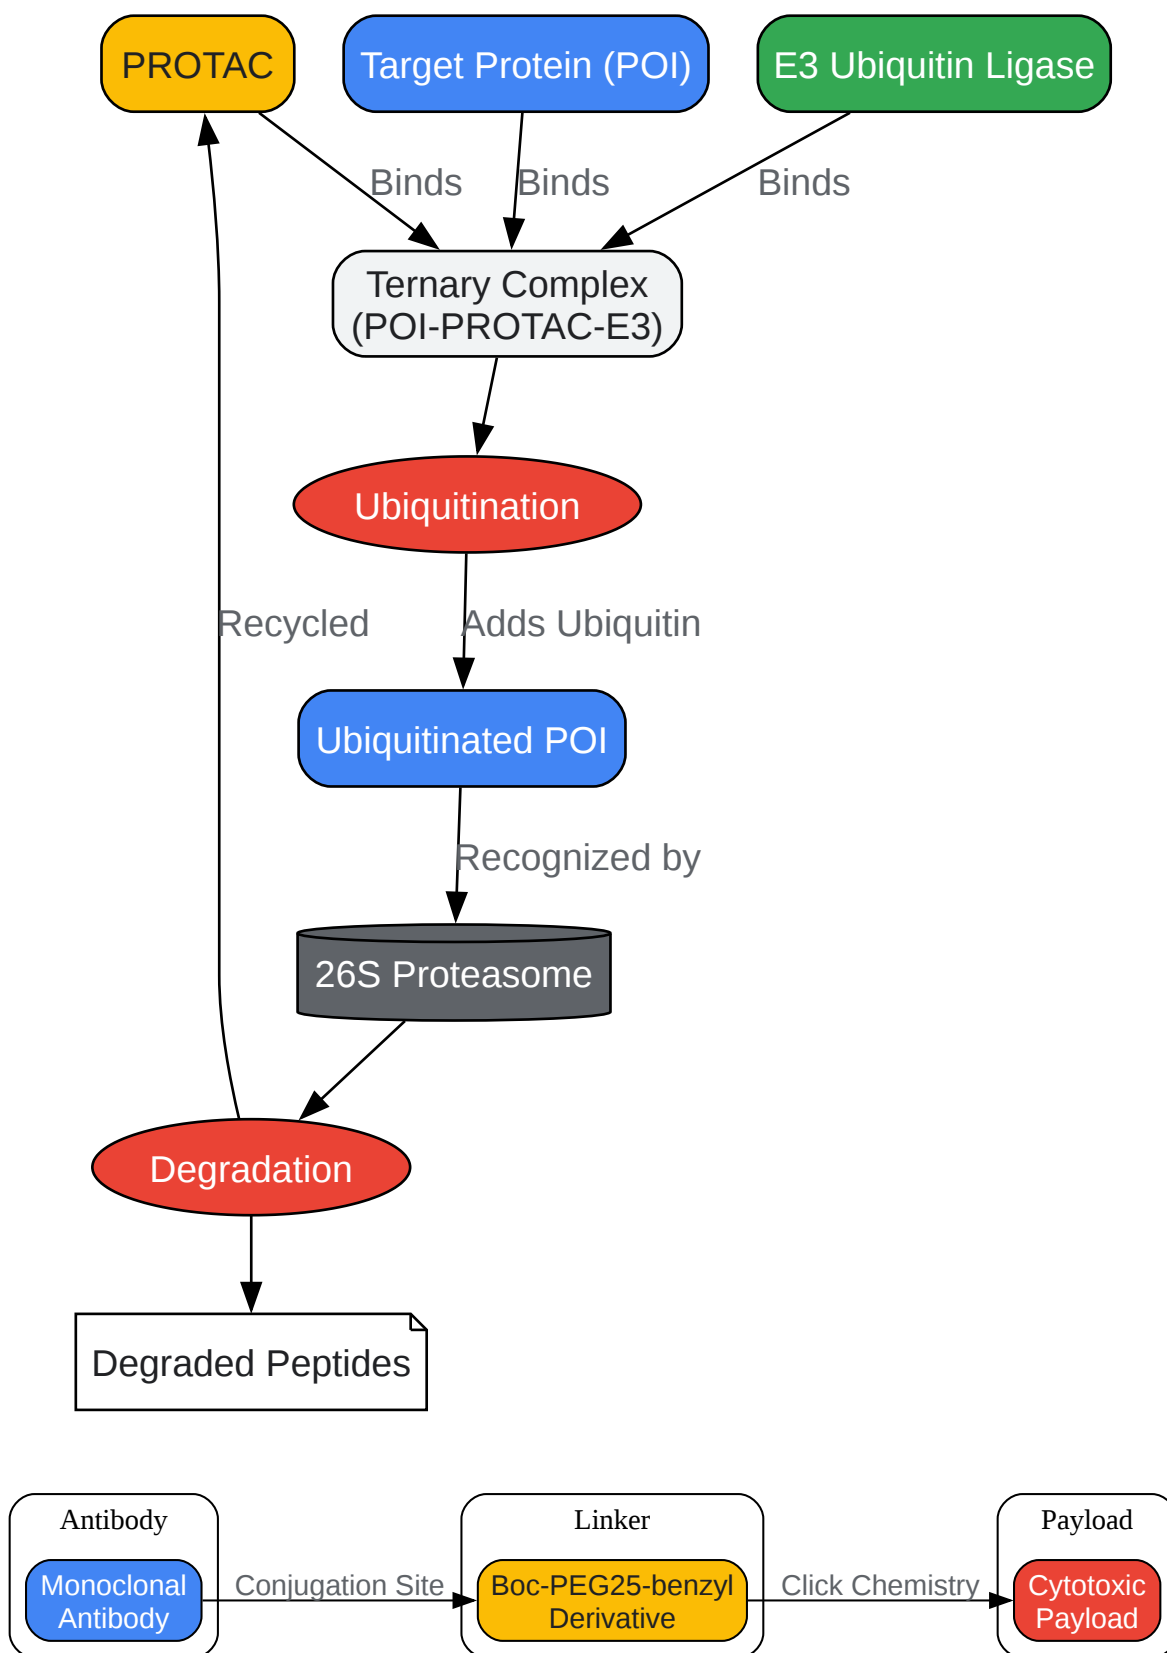 PROTAC
Target Protein (POI)
E3 Ubiquitin Ligase
Binds
Binds
Binds
Ternary Complex
(POI-PROTAC-E3)
Ubiquitination
Recycled
Adds Ubiquitin
Ubiquitinated POI
Recognized by
26S Proteasome
Degradation
Degraded Peptides
Antibody
Linker
Payload
Monoclonal
Antibody
Conjugation Site
Boc-PEG25-benzyl
Derivative
Click Chemistry
Cytotoxic
Payload